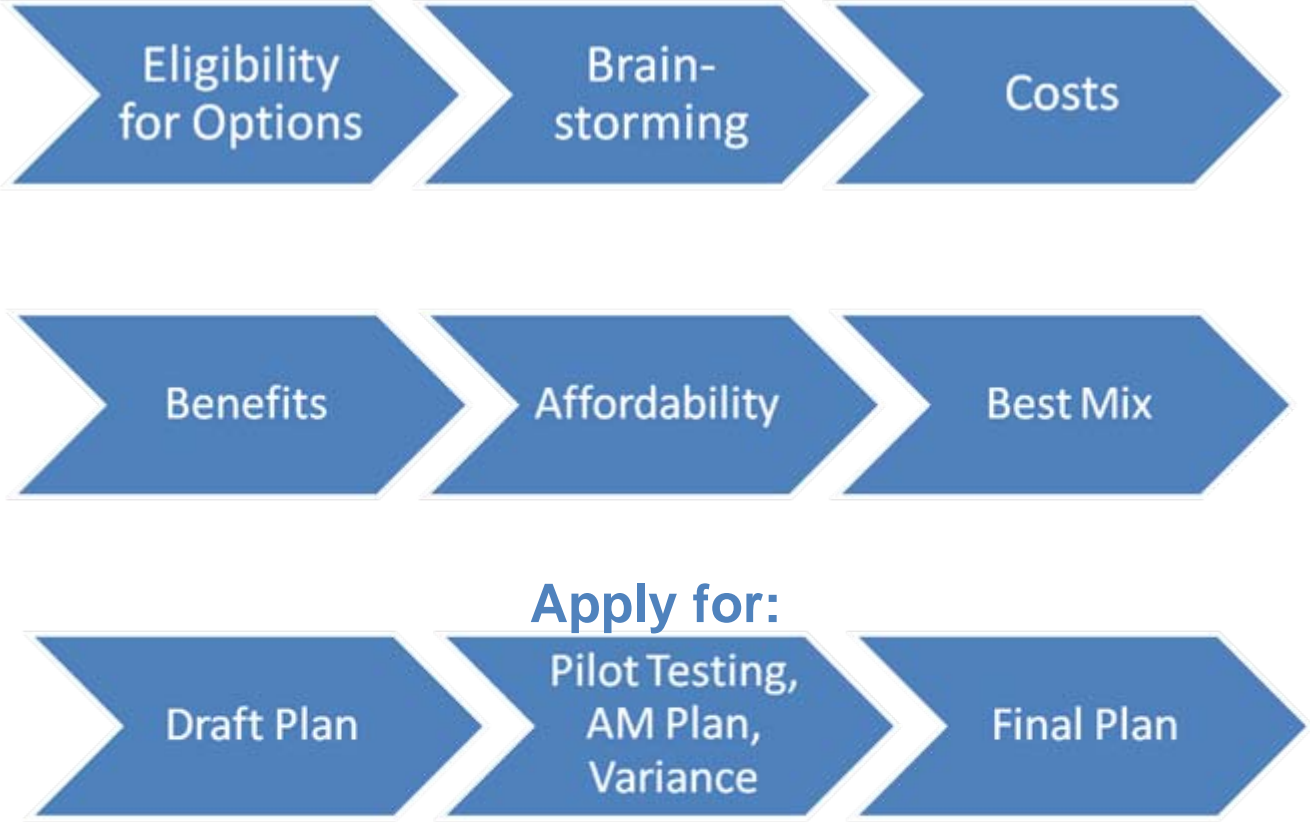 Eligibility
for Options
Brain-
storming
Costs
Benefits
Affordability
Best Mix
Apply for:
Draft Plan
Pilot Testing,
AM Plan,
Variance
Final Plan